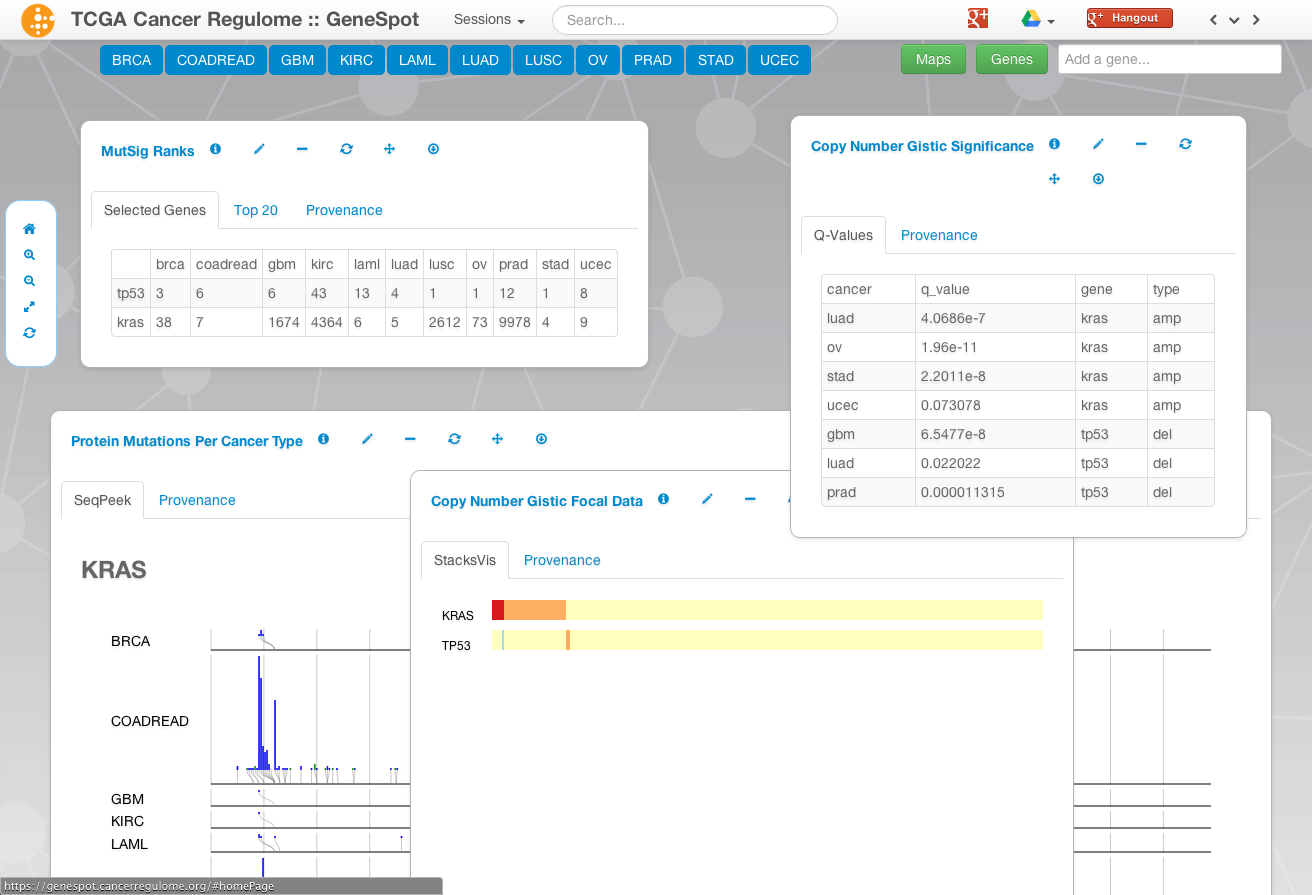 TCGA Cancer Regulome :: GeneSpot Sessions Search... Hangout
BRCA COADREAD GBM KIRC LAML LUAD LUSC OV PRAD STAD UCEC Maps Genes Add a gene...
MutSig Ranks
Selected Genes Top 20 Provenance
brca coadread gbm kirc laml luad lusc ov prad stad ucec
tp53 3 6 6 43 13 4 1 1 12 1 8
kras 38 7 1674 4364 6 5 2612 73 9978 4 9
Copy Number Gistic Significance
Q-Values Provenance
cancer q_value gene type
luad 4.0686e-7 kras amp
ov 1.96e-11 kras amp
stad 2.2011e-8 kras amp
ucec 0.073078 kras amp
gbm 6.5477e-8 tp53 del
luad 0.022022 tp53 del
prad 0.000011315 tp53 del
Protein Mutations Per Cancer Type
SeqPeek Provenance
KRAS
BRCA
COADREAD
GBM
KIRC
LAML
Copy Number Gistic Focal Data
StacksVis Provenance
KRAS
TP53
https://genespot.cancerregulome.org/#homePage